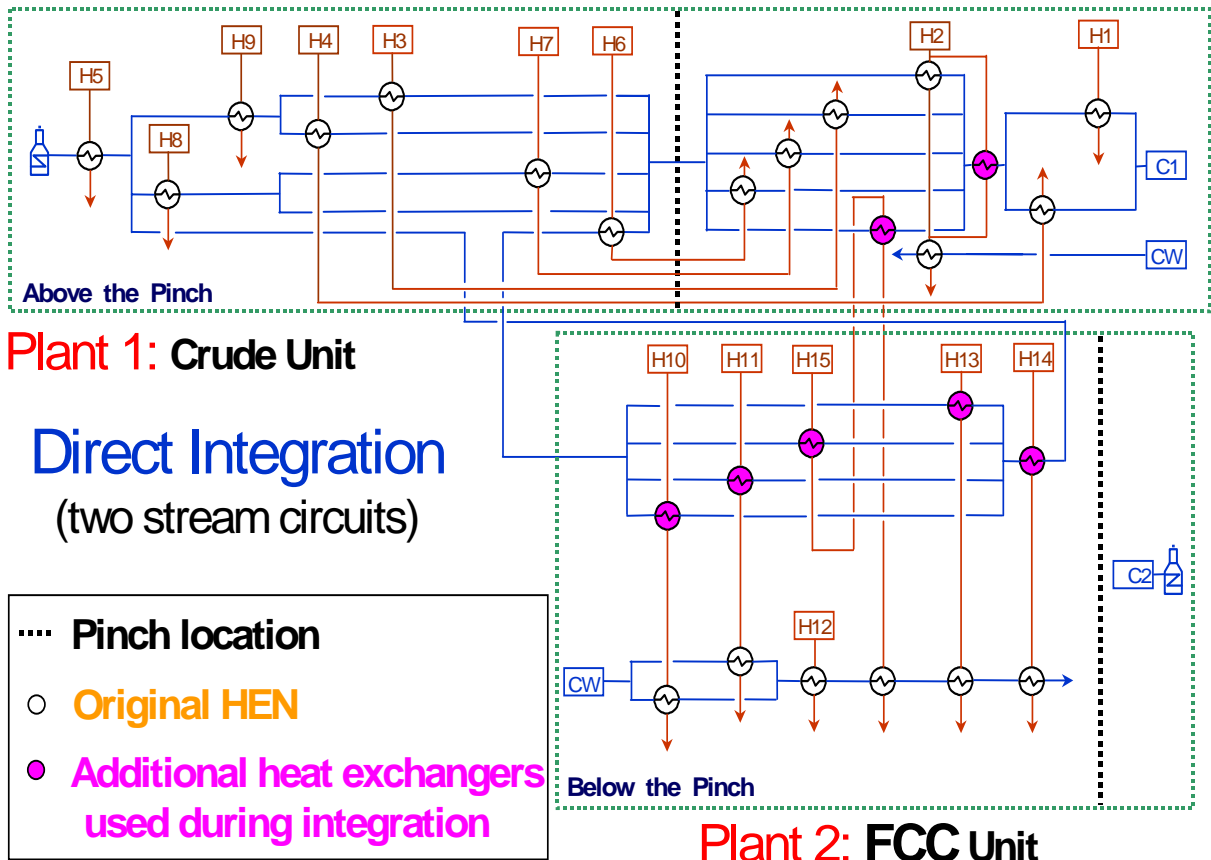 H9 H4 H3 H7 H6 H2 H1
H5
H8
C1
CW
Above the Pinch
Plant 1: Crude Unit
H10 H11 H15 H13 H14
Direct Integration
(two stream circuits)
C2
Pinch location
H12
CW
Original HEN
Additional heat exchangers
used during integration
Below the Pinch
Plant 2: FCC Unit